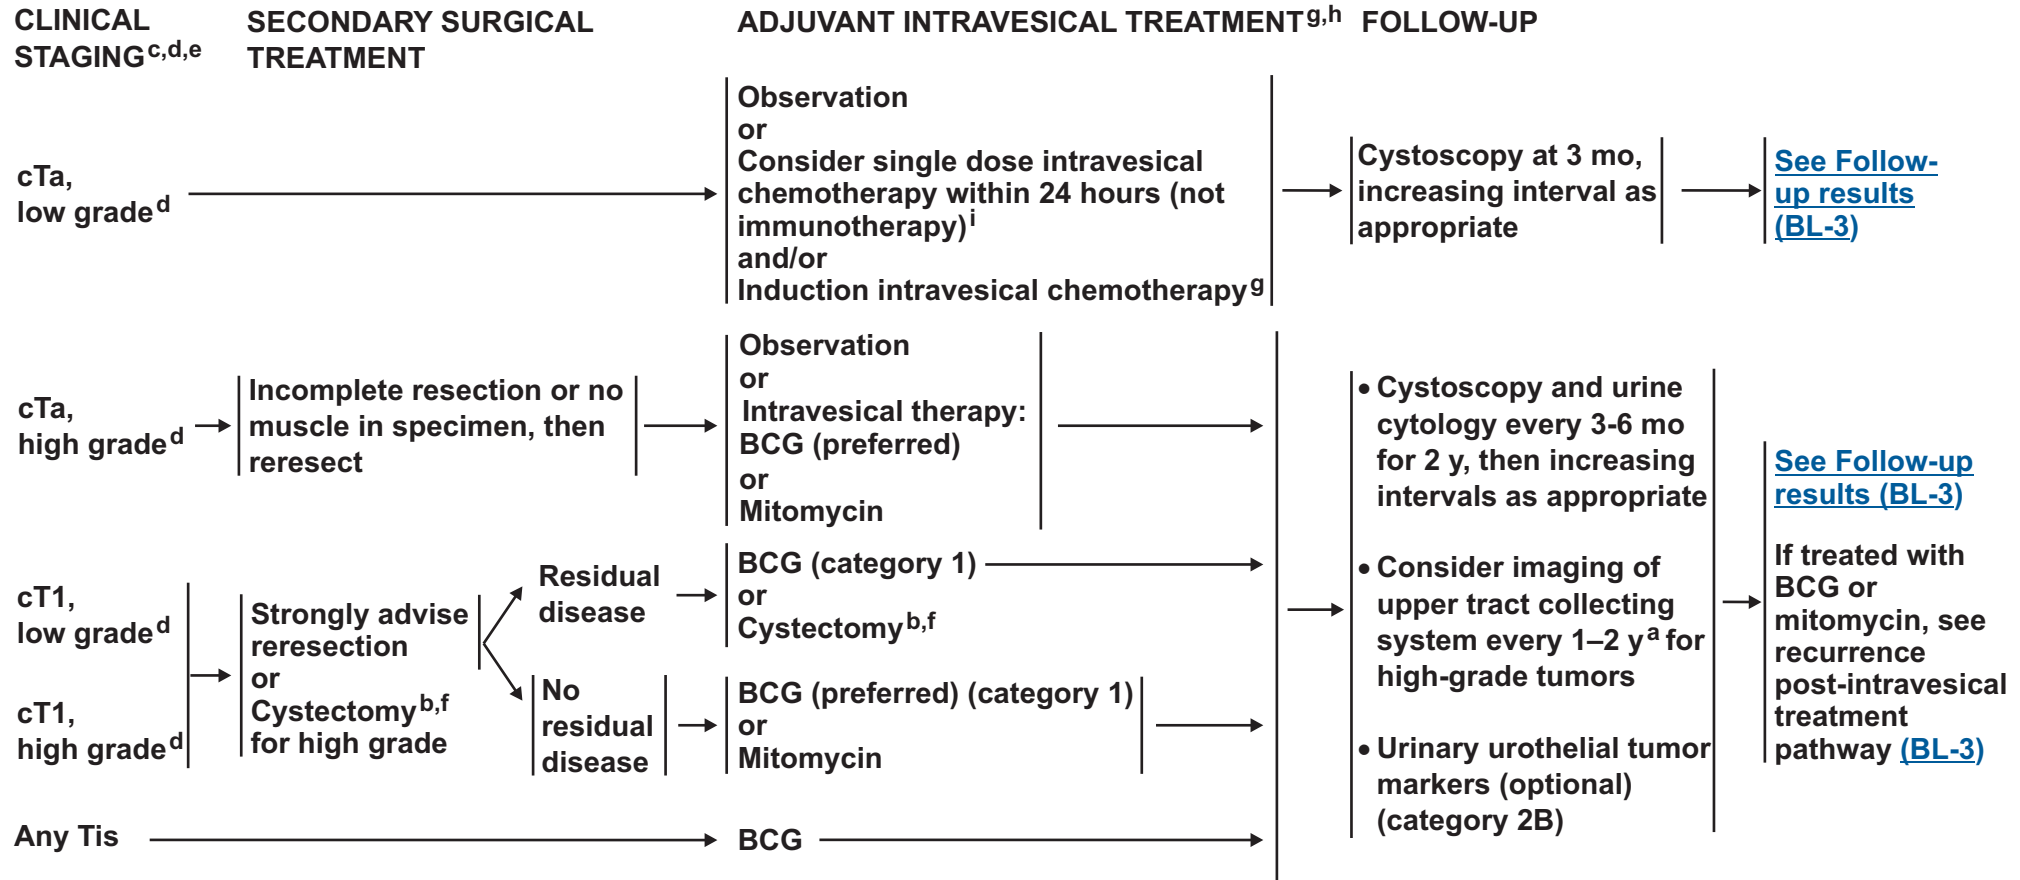 CLINICAL
STAGINGc,d,e
SECONDARY SURGICAL
TREATMENT
ADJUVANT INTRAVESICAL TREATMENTg,h
FOLLOW-UP
cTa,
low graded
Observation
or
Consider single dose intravesical
chemotherapy within 24 hours (not
immunotherapy)i
and/or
Induction intravesical chemotherapyg
Cystoscopy at 3 mo,
increasing interval as
appropriate
See Follow-
up results
(BL-3)
cTa,
high graded
Incomplete resection or no
muscle in specimen, then
reresect
Observation
or
Intravesical therapy:
BCG (preferred)
or
Mitomycin
cT1,
low graded
cT1,
high graded
Strongly advise
reresection
or
Cystectomyb,f
for high grade
Residual
disease
BCG (category 1)
or
Cystectomyb,f
No
residual
disease
BCG (preferred) (category 1)
or
Mitomycin
Any Tis
BCG
• Cystoscopy and urine
cytology every 3-6 mo
for 2 y, then increasing
intervals as appropriate
• Consider imaging of
upper tract collecting
system every 1–2 ya for
high-grade tumors
• Urinary urothelial tumor
markers (optional)
(category 2B)
See Follow-up
results (BL-3)
If treated with
BCG or
mitomycin, see
recurrence
post-intravesical
treatment
pathway (BL-3)